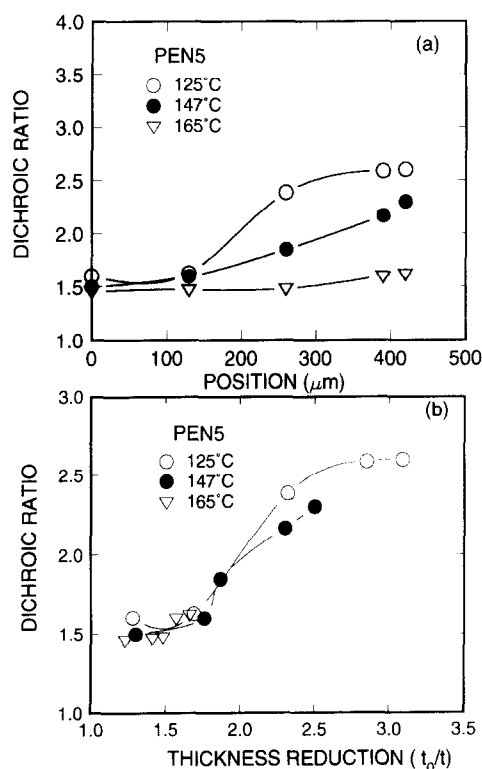 4.0
(a)
PEN5
3.5
○ 125°C
● 147°C
▽ 165°C
3.0
DICHROIC RATIO
2.5
2.0
1.5
1.0
0 100 200 300 400 500
POSITION (μm)
3.0
(b)
PEN5
○ 125°C
● 147°C
▽ 165°C
2.5
DICHROIC RATIO
2.0
1.5
1.0
1.0 1.5 2.0 2.5 3.0 3.5
THICKNESS REDUCTION ( t₀/t)